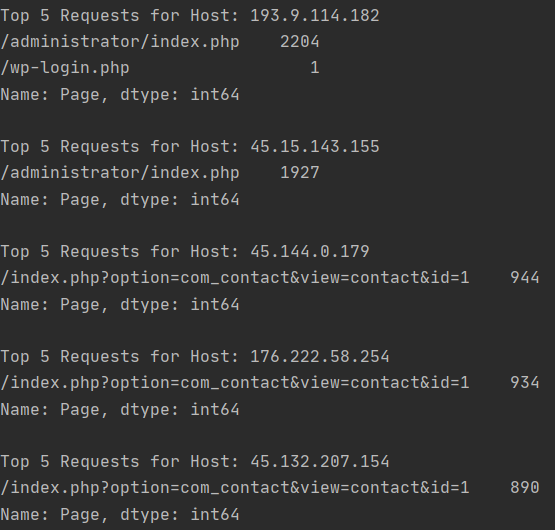 Top 5 Requests for Host: 193.9.114.182
/administrator/index.php    2204
/wp-login.php                  1
Name: Page, dtype: int64

Top 5 Requests for Host: 45.15.143.155
/administrator/index.php    1927
Name: Page, dtype: int64

Top 5 Requests for Host: 45.144.0.179
/index.php?option=com_contact&view=contact&id=1    944
Name: Page, dtype: int64

Top 5 Requests for Host: 176.222.58.254
/index.php?option=com_contact&view=contact&id=1    934
Name: Page, dtype: int64

Top 5 Requests for Host: 45.132.207.154
/index.php?option=com_contact&view=contact&id=1    890
Name: Page, dtype: int64